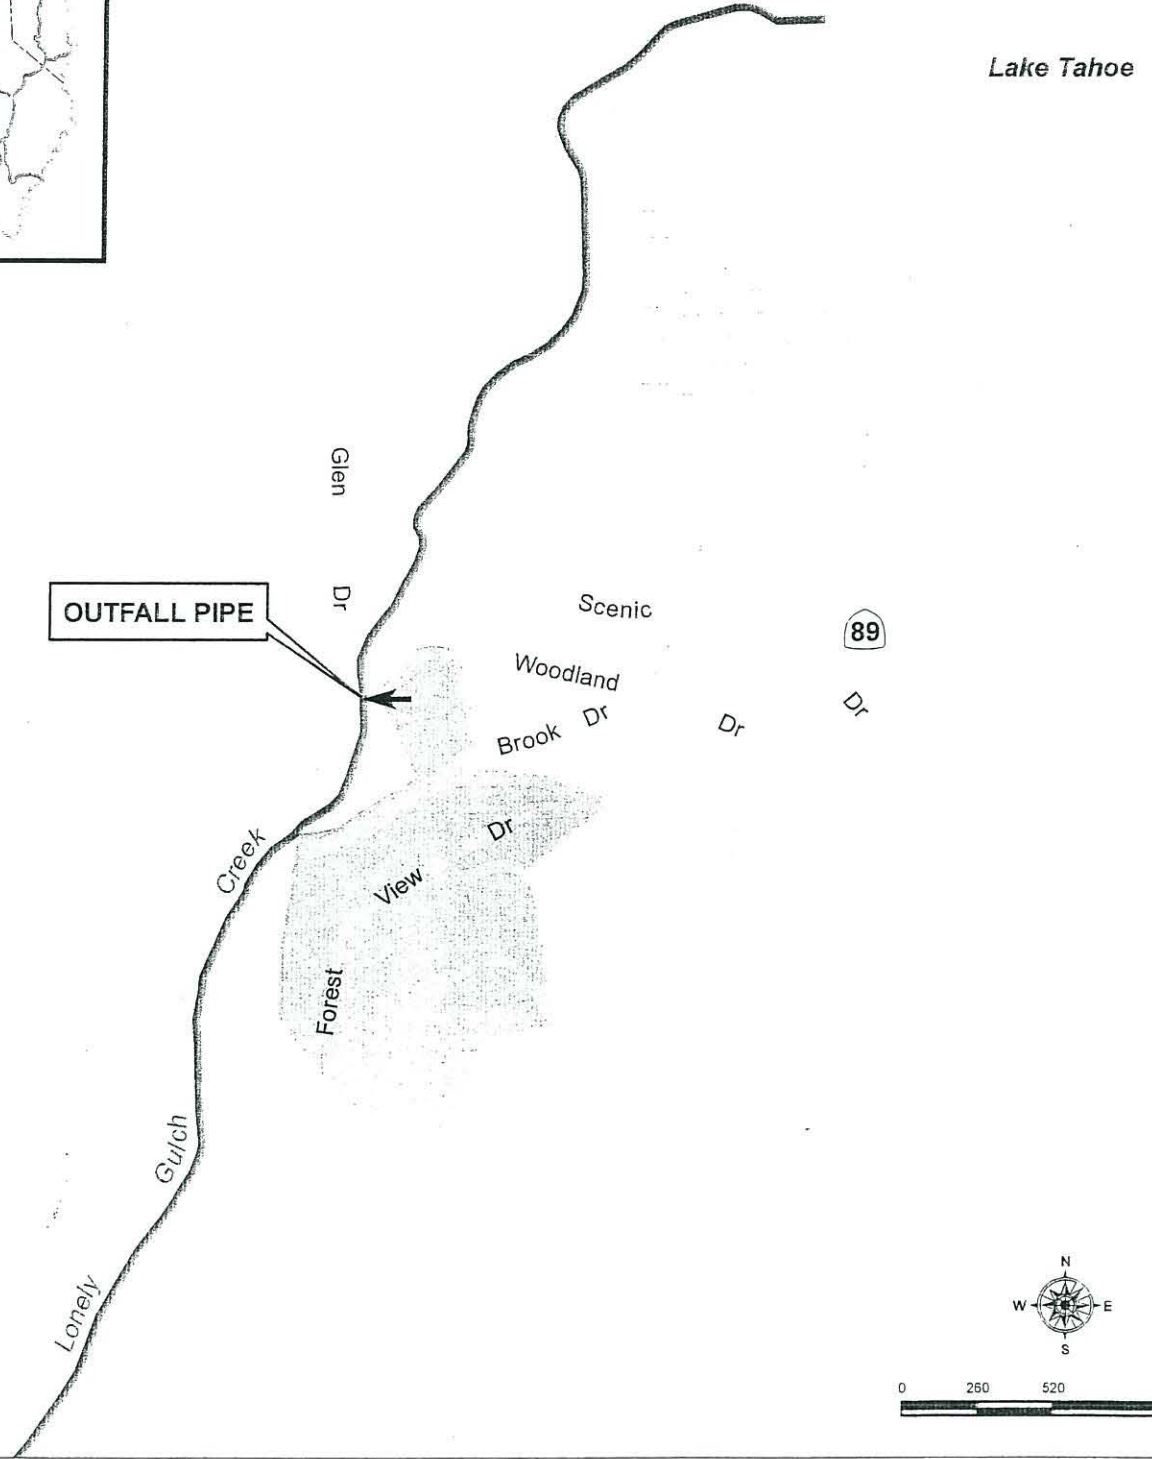 Lake Tahoe
Glen Dr
OUTFALL PIPE
Scenic Dr
89
Woodland Dr
Brook Dr
Forest View Dr
Lonely Gulch Creek
N
W E
S
0 260 520